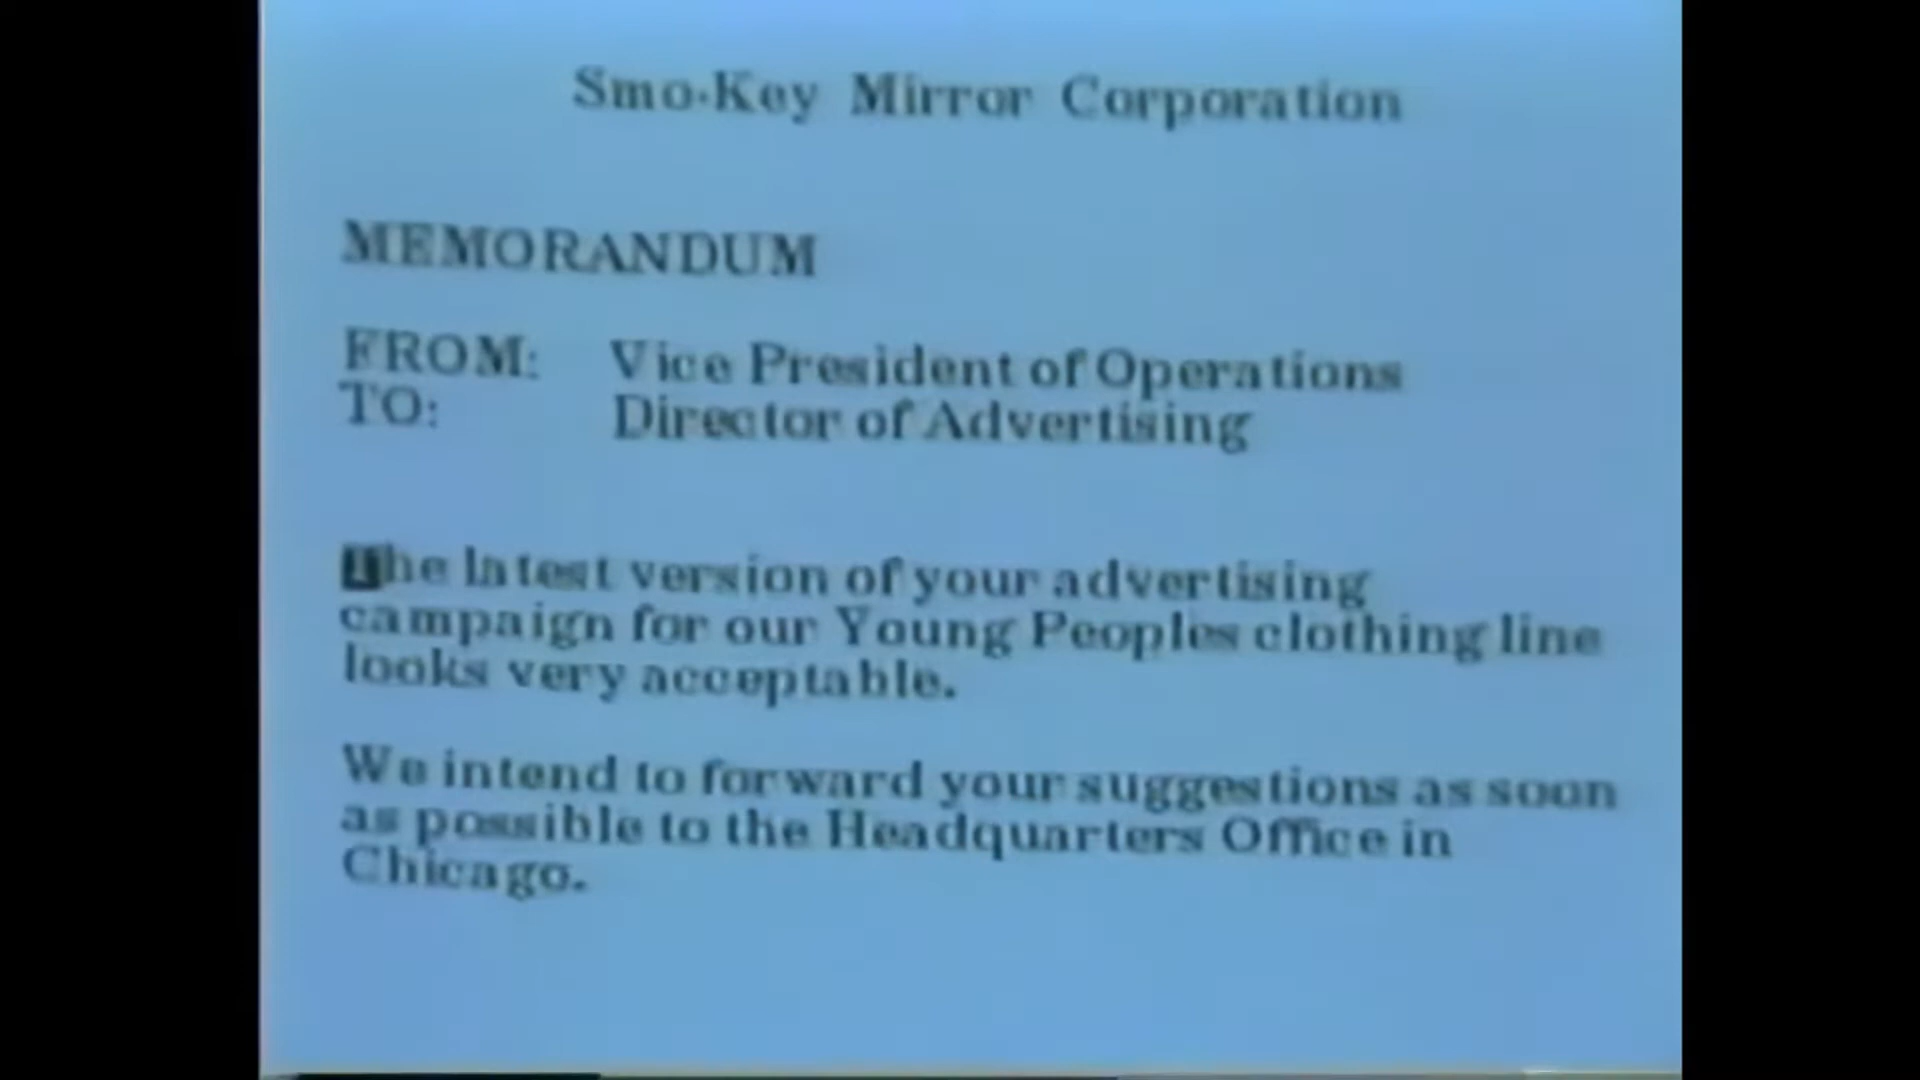 Smo-Key Mirror Corporation
MEMORANDUM
FROM: Vice President of Operations
TO: Director of Advertising
The latest version of your advertising
campaign for our Young Peoples clothing line
looks very acceptable.
We intend to forward your suggestions as soon
as possible to the Headquarters Office in
Chicago.